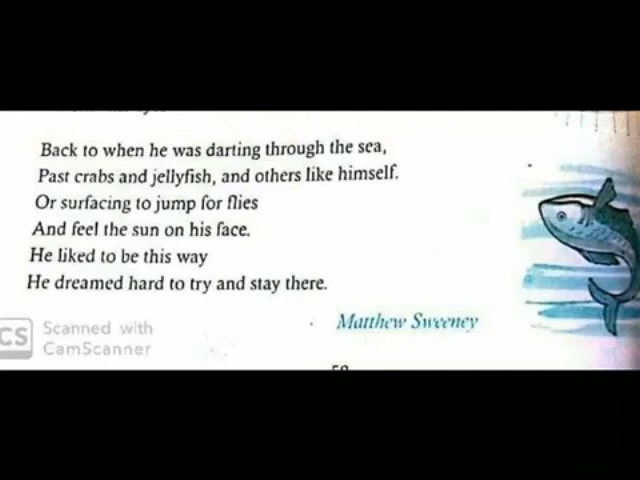 Back to when he was darting through the sea,
Past crabs and jellyfish, and others like himself.
Or surfacing to jump for flies
And feel the sun on his face.
He liked to be this way
He dreamed hard to try and stay there.
Matthew Sweeney
CS Scanned with
CamScanner